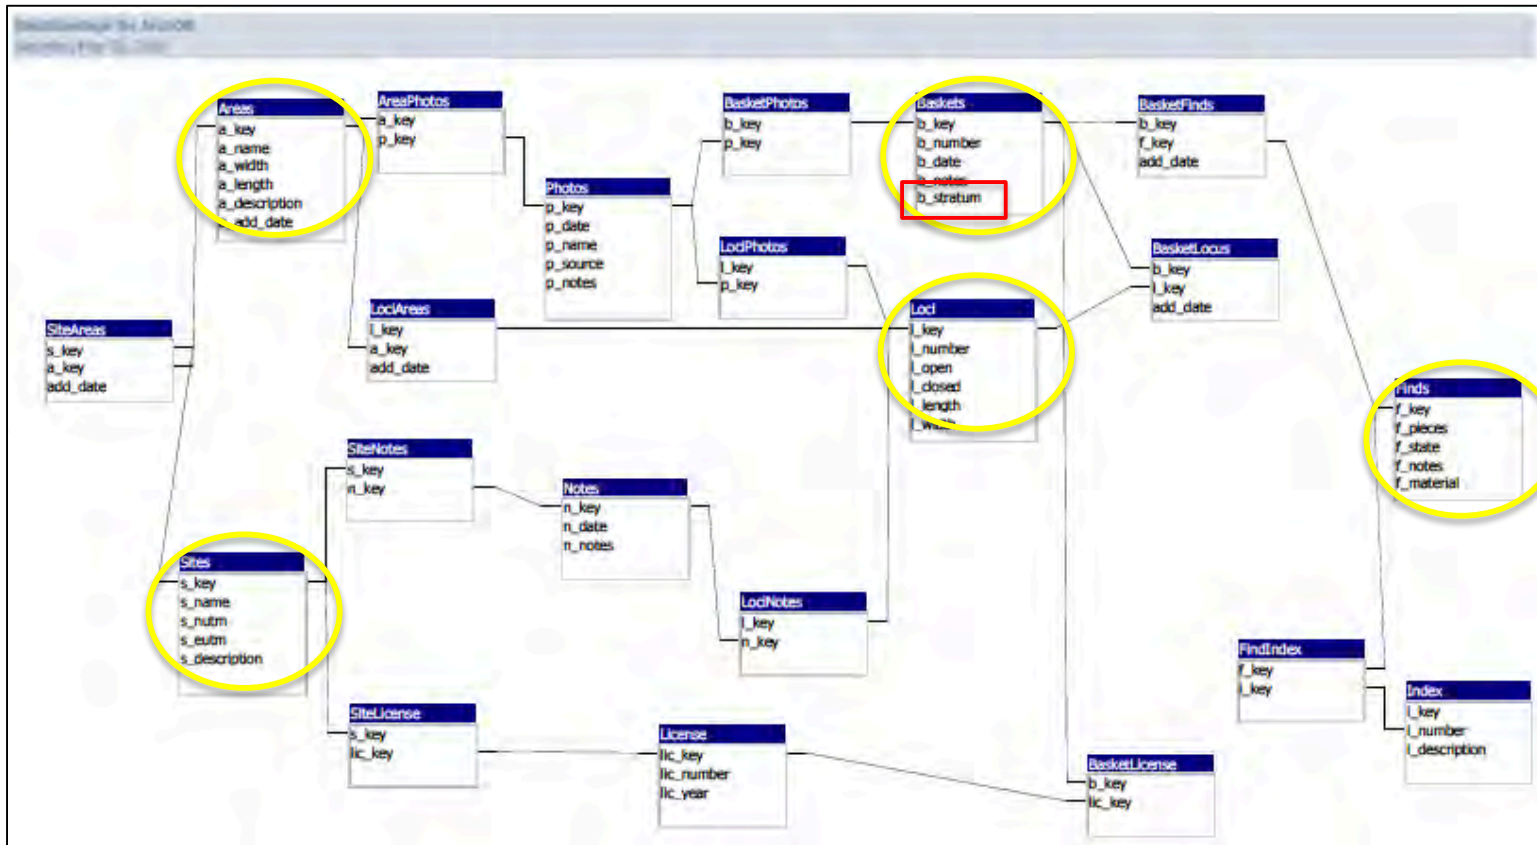 Areas
a_key
a_name
a_width
a_length
a_description
a_add_date
AreaPhotos
a_key
p_key
BasketPhotos
b_key
p_key
Baskets
b_key
b_number
b_date
b_notes
b_stratum
BasketFinds
b_key
f_key
add_date
Photos
p_key
p_date
p_name
p_source
p_notes
LociPhotos
l_key
p_key
BasketLocus
b_key
l_key
add_date
SiteAreas
s_key
a_key
add_date
LociAreas
l_key
a_key
add_date
Loci
l_key
l_number
l_open
l_closed
l_length
l_width
Finds
f_key
f_pieces
f_state
f_notes
f_material
SiteNotes
s_key
n_key
Notes
n_key
n_date
n_notes
Sites
s_key
s_name
s_nutm
s_eutm
s_description
LociNotes
l_key
n_key
FindIndex
f_key
i_key
Index
i_key
i_number
i_description
SiteLicense
s_key
lic_key
License
lic_key
lic_number
lic_year
BasketLicense
b_key
lic_key